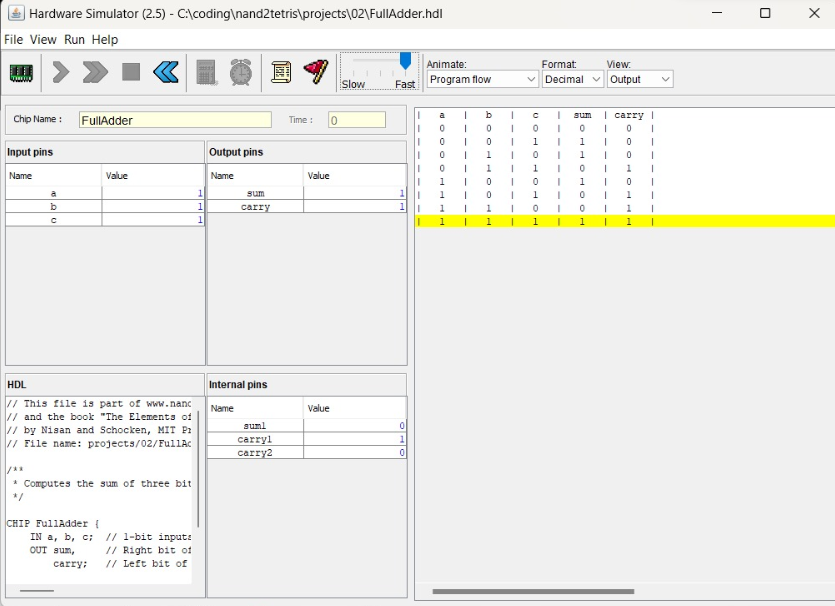 Hardware Simulator (2.5) - C:\coding\nand2tetris\projects\02\FullAdder.hdl
File View Run Help
Slow Fast
Animate: Format: View:
Program flow Decimal Output
Chip Name : FullAdder Time : 0
Input pins
Name Value
a 1
b 1
c 1
Output pins
Name Value
sum 1
carry 1
HDL
// This file is part of www.nand
// and the book "The Elements of
// by Nisan and Schocken, MIT Pr
// File name: projects/02/FullAd
/**
* Computes the sum of three bit
*/
CHIP FullAdder {
IN a, b, c; // 1-bit inputs
OUT sum, // Right bit of
carry; // Left bit of
Internal pins
Name Value
sum1 0
carry1 1
carry2 0
| a | b | c | sum | carry |
| 0 | 0 | 0 | 0 | 0 |
| 0 | 0 | 1 | 1 | 0 |
| 0 | 1 | 0 | 1 | 0 |
| 0 | 1 | 1 | 0 | 1 |
| 1 | 0 | 0 | 1 | 0 |
| 1 | 0 | 1 | 0 | 1 |
| 1 | 1 | 0 | 0 | 1 |
| 1 | 1 | 1 | 1 | 1 |